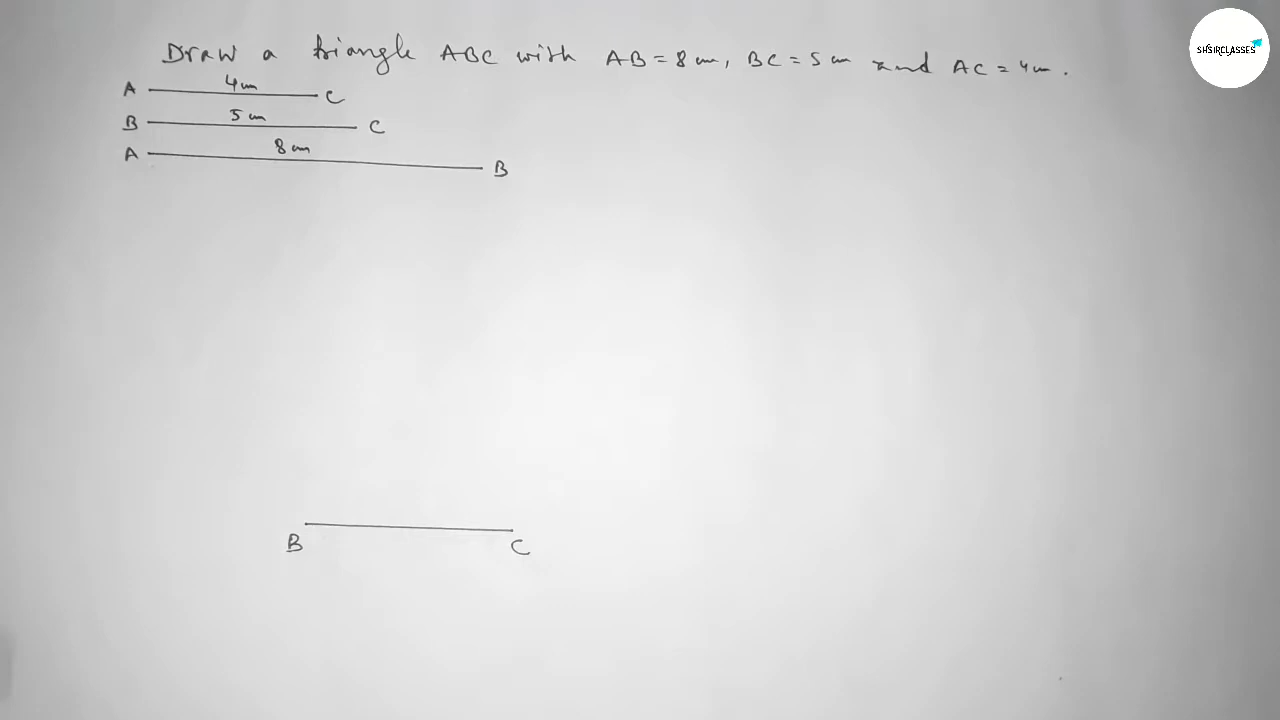 Draw a triangle ABC with AB = 8 cm, BC = 5 cm and AC = 4 cm.
SHSIRCLASSES
A 4 cm C
B 5 cm C
A 8 cm B
B C